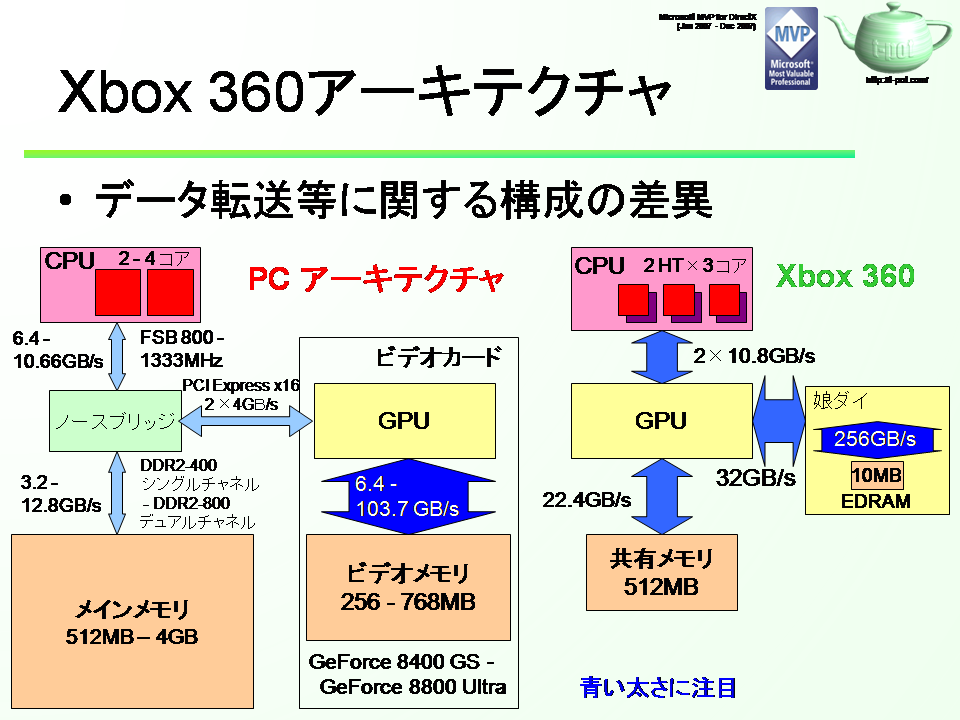 Microsoft MVP for DirectX
(Jan 2007 - Dec 2007)
MVP
Microsoft®
Most Valuable
Professional
t-pot
http://t-pot.com/
Xbox 360アーキテクチャ
• データ転送等に関する構成の差異
CPU 2 - 4 コア
PC アーキテクチャ
6.4 -
10.66GB/s
FSB 800 -
1333MHz
ノースブリッジ
PCI Express x16
2×4GB/s
3.2 -
12.8GB/s
DDR2-400
シングルチャネル
- DDR2-800
デュアルチャネル
メインメモリ
512MB – 4GB
ビデオカード
GPU
6.4 -
103.7 GB/s
ビデオメモリ
256 - 768MB
GeForce 8400 GS -
GeForce 8800 Ultra
CPU 2 HT×3コア
Xbox 360
2×10.8GB/s
GPU
32GB/s
娘ダイ
256GB/s
10MB
EDRAM
22.4GB/s
共有メモリ
512MB
青い太さに注目